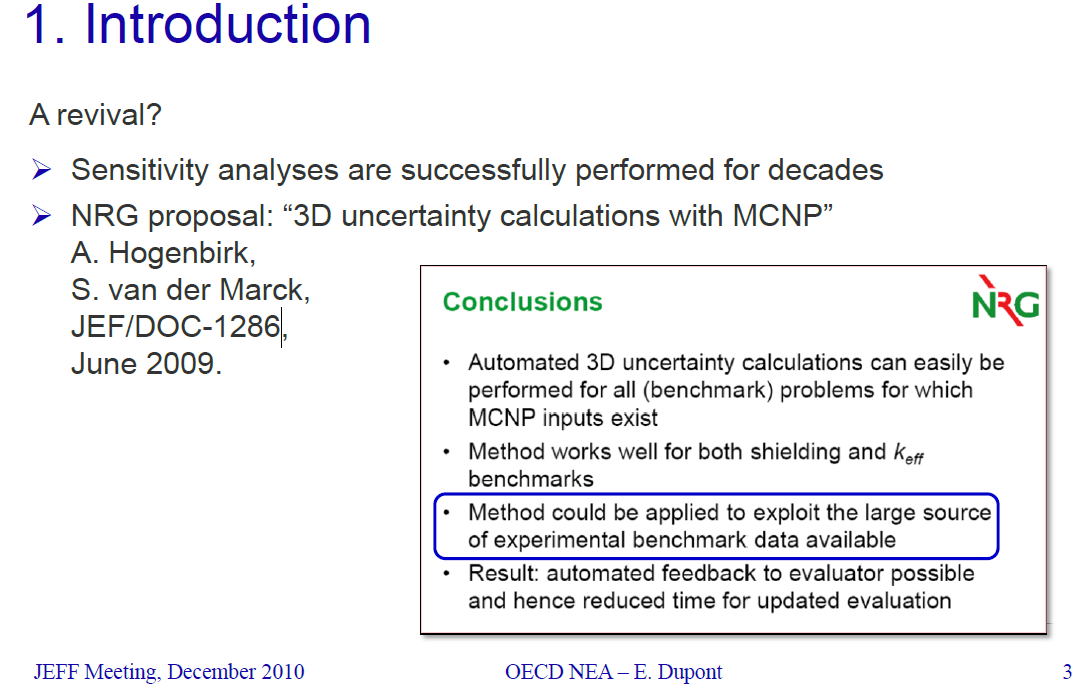 1. Introduction
A revival?
Sensitivity analyses are successfully performed for decades
NRG proposal: “3D uncertainty calculations with MCNP”
A. Hogenbirk,
S. van der Marck,
JEF/DOC-1286,
June 2009.
Conclusions
NRG
• Automated 3D uncertainty calculations can easily be
performed for all (benchmark) problems for which
MCNP inputs exist
• Method works well for both shielding and keff
benchmarks
• Method could be applied to exploit the large source
of experimental benchmark data available
• Result: automated feedback to evaluator possible
and hence reduced time for updated evaluation
JEFF Meeting, December 2010
OECD NEA – E. Dupont
3